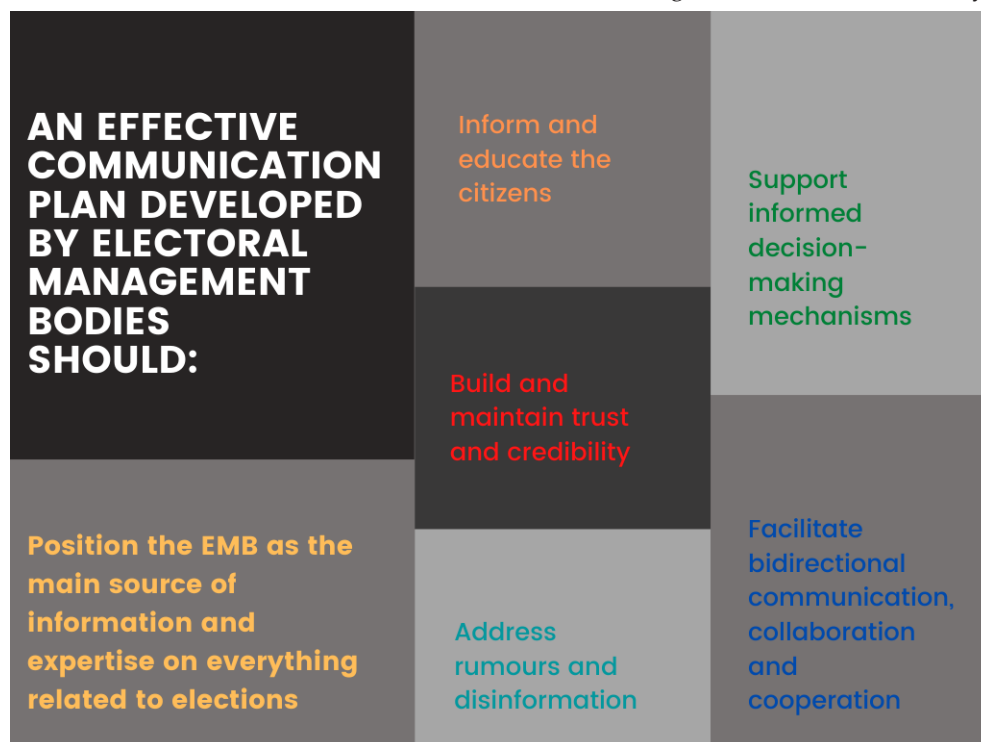 AN EFFECTIVE
COMMUNICATION
PLAN DEVELOPED
BY ELECTORAL
MANAGEMENT
BODIES
SHOULD:
Position the EMB as the
main source of
information and
expertise on everything
related to elections
Inform and
educate the
citizens
Build and
maintain trust
and credibility
Address
rumours and
disinformation
Support
informed
decision-
making
mechanisms
Facilitate
bidirectional
communication,
collaboration
and
cooperation